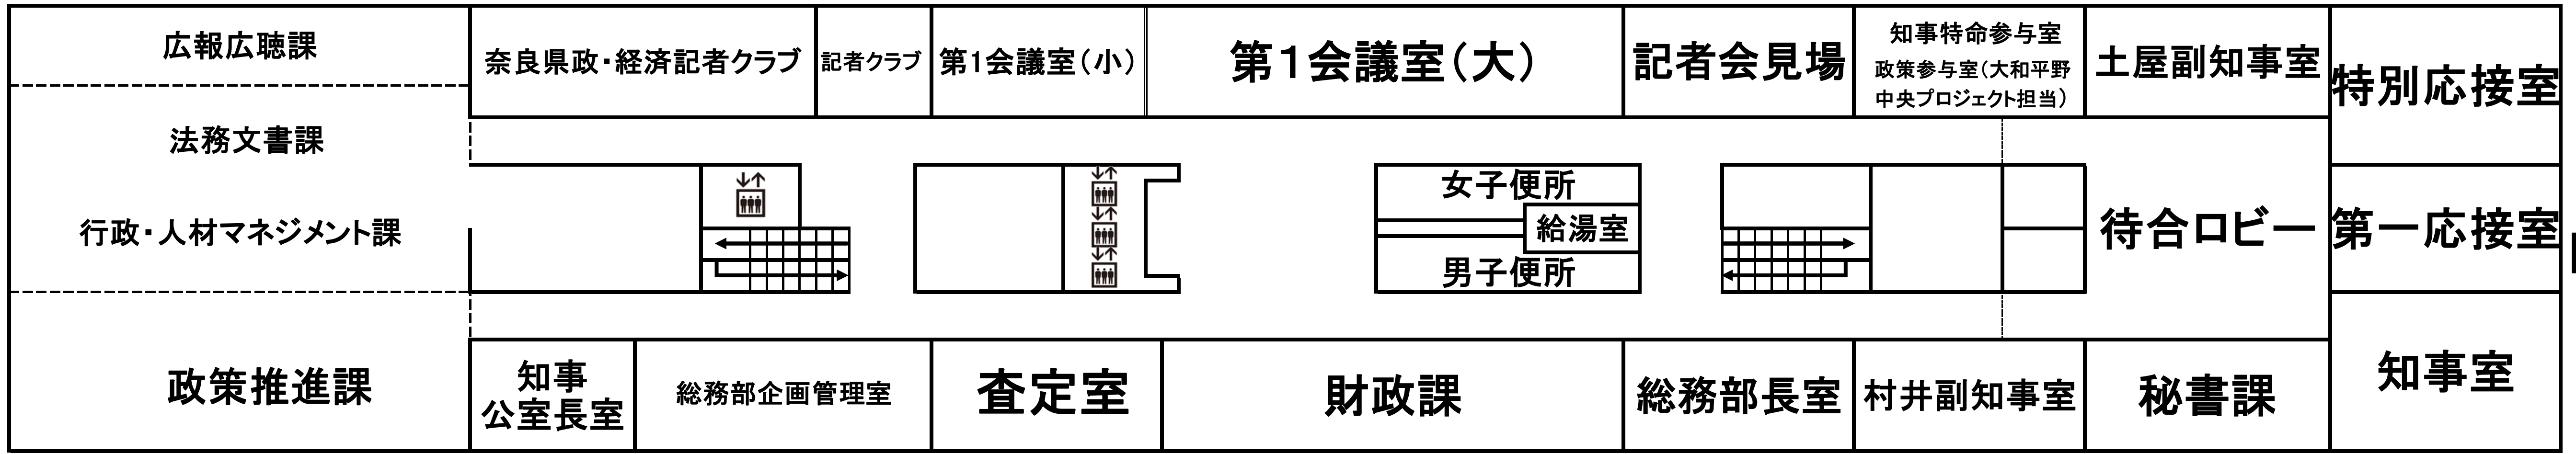 広報広聴課
法務文書課
行政・人材マネジメント課
政策推進課
奈良県政・経済記者クラブ
記者クラブ
第1会議室(小)
第1会議室(大)
記者会見場
知事特命参与室
政策参与室(大和平野
中央プロジェクト担当)
土屋副知事室
特別応接室
女子便所
給湯室
男子便所
待合ロビー
第一応接室
知事
公室長室
総務部企画管理室
査定室
財政課
総務部長室
村井副知事室
秘書課
知事室